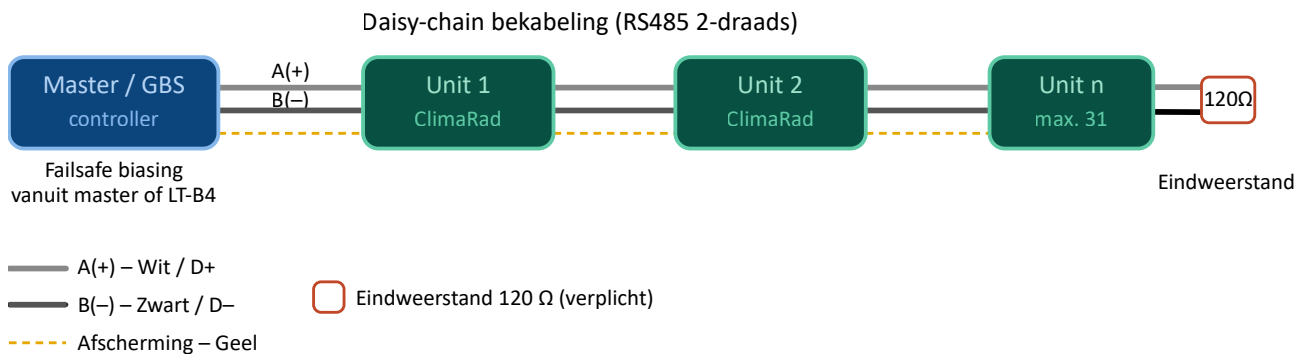 Daisy-chain bekabeling (RS485 2-draads)
Master / GBS
controller
A(+)
B(–)
Unit 1
ClimaRad
Unit 2
ClimaRad
Unit n
max. 31
120Ω
Failsafe biasing
vanuit master of LT-B4
Eindweerstand
A(+) – Wit / D+
B(–) – Zwart / D–
Eindweerstand 120 Ω (verplicht)
Afscherming – Geel